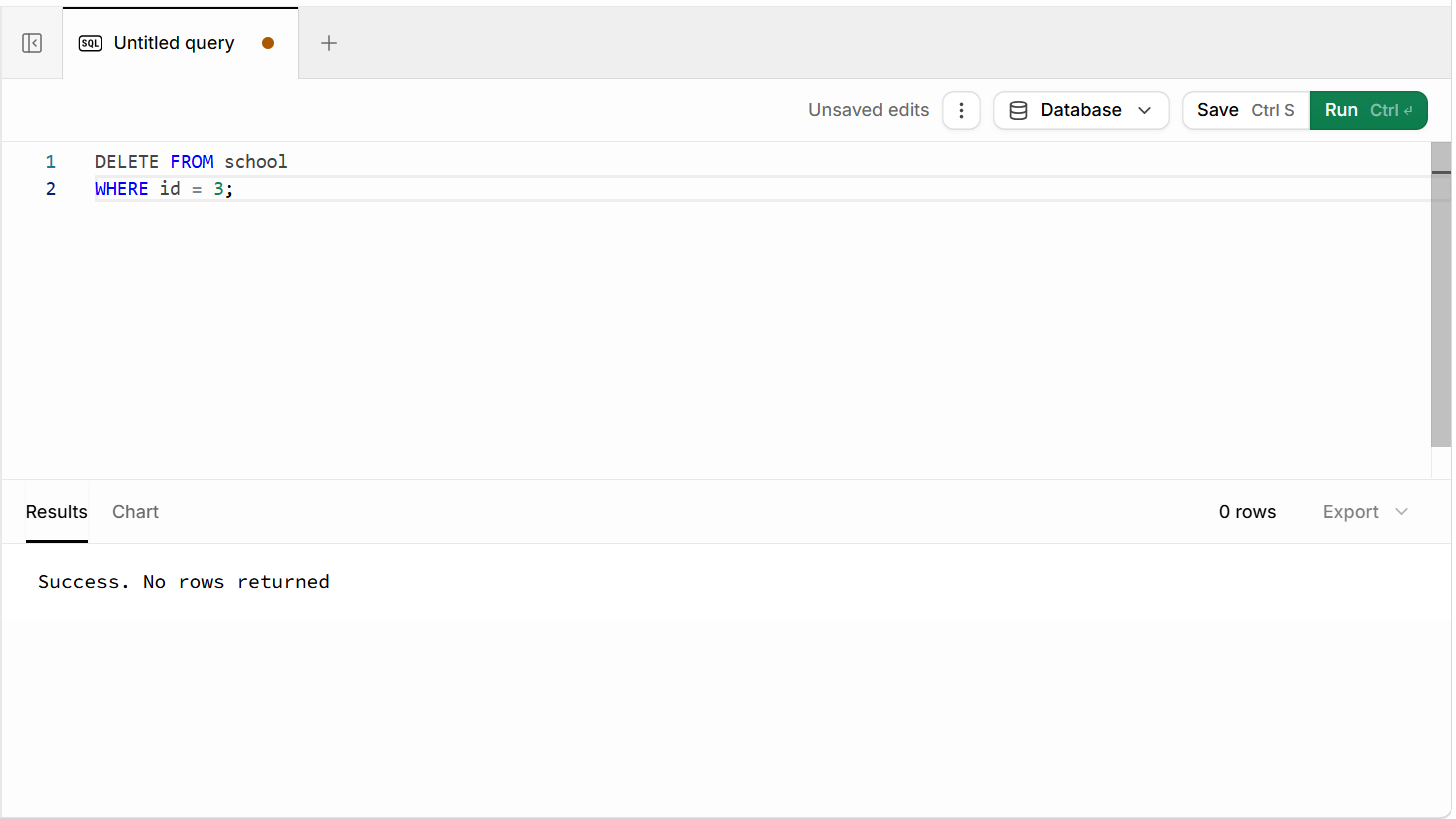 SQL Untitled query
Unsaved edits Database Save Ctrl S Run Ctrl ↵
1 DELETE FROM school
2 WHERE id = 3;
Results Chart 0 rows Export
Success. No rows returned